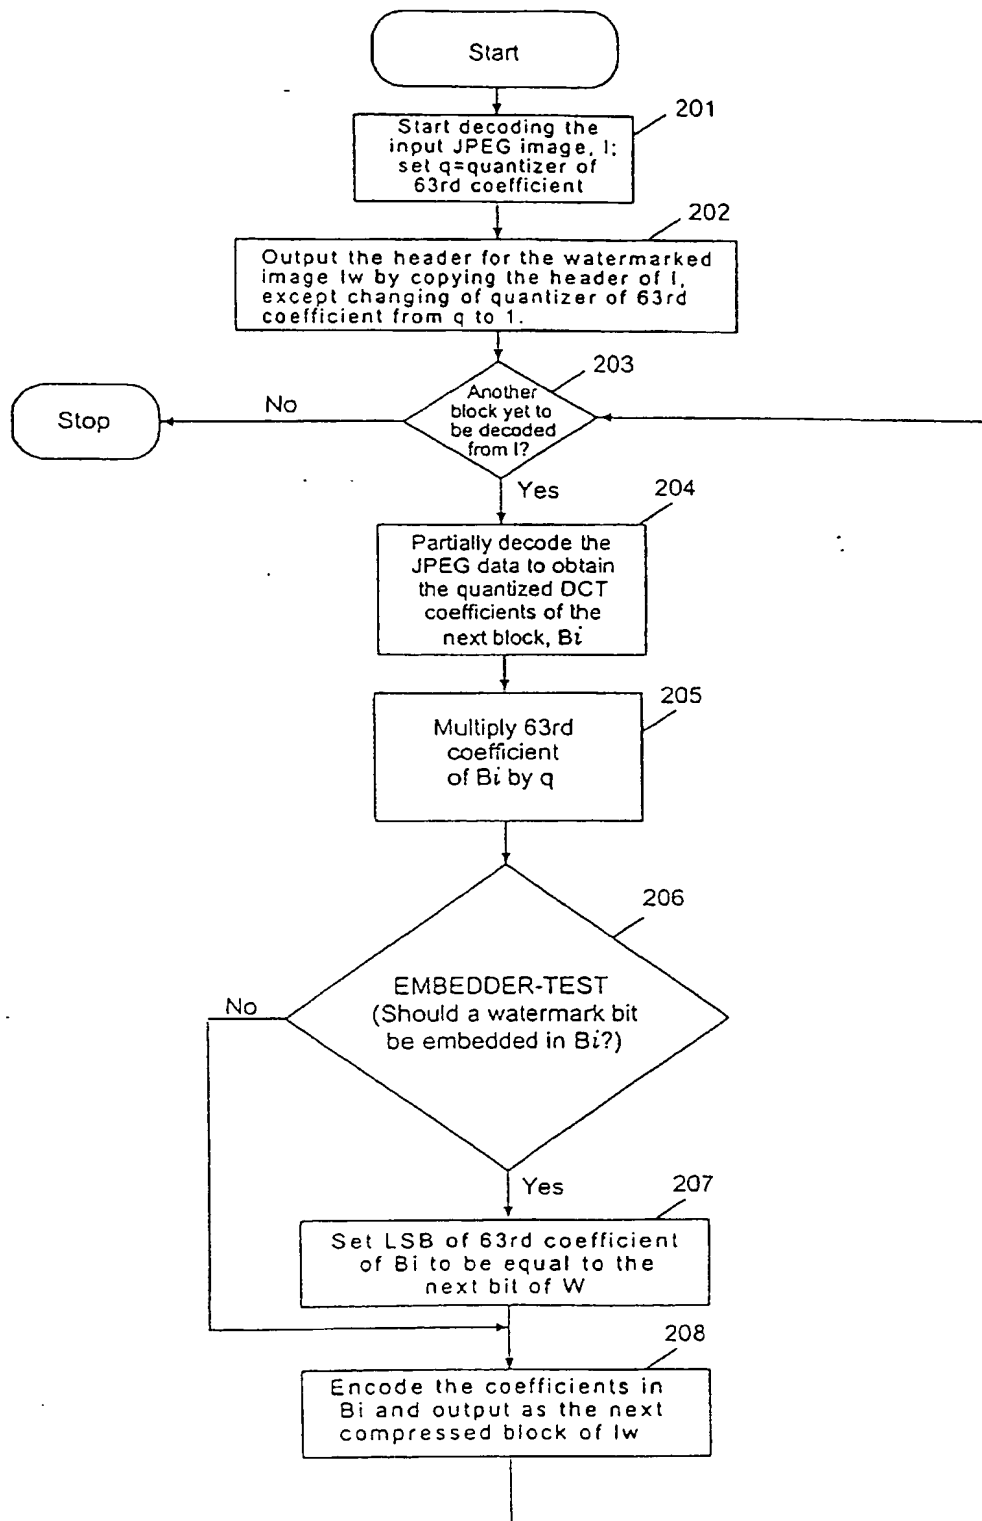 Start
201
Start decoding the
input JPEG image, I;
set q=quantizer of
63rd coefficient
202
Output the header for the watermarked
image Iw by copying the header of I,
except changing of quantizer of 63rd
coefficient from q to 1.
203
Another
block yet to
be decoded
from I?
No
Stop
Yes
204
Partially decode the
JPEG data to obtain
the quantized DCT
coefficients of the
next block, Bi
205
Multiply 63rd
coefficient
of Bi by q
206
EMBEDDER-TEST
(Should a watermark bit
be embedded in Bi?)
No
Yes
207
Set LSB of 63rd coefficient
of Bi to be equal to the
next bit of W
208
Encode the coefficients in
Bi and output as the next
compressed block of Iw